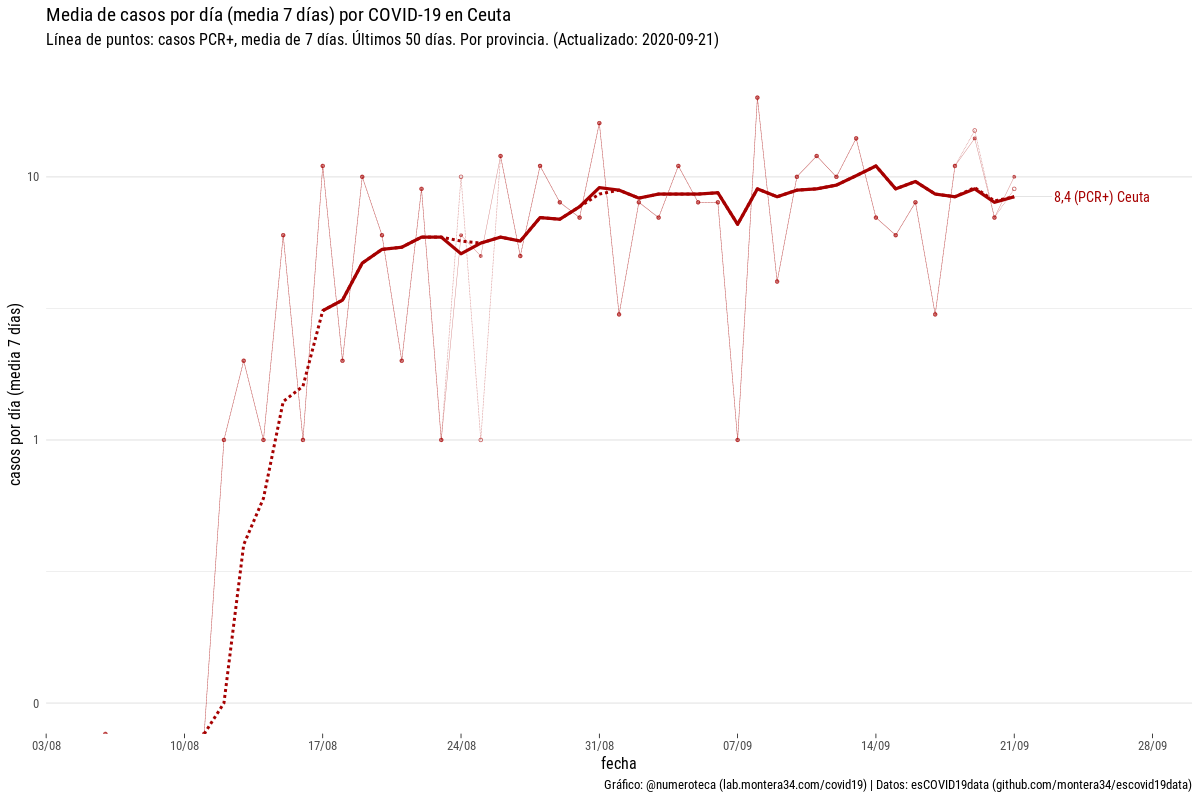 Media de casos por día (media 7 días) por COVID-19 en Ceuta
Línea de puntos: casos PCR+, media de 7 días. Últimos 50 días. Por provincia. (Actualizado: 2020-09-21)
casos por día (media 7 días)
10
1
0
8,4 (PCR+) Ceuta
03/08
10/08
17/08
24/08
31/08
07/09
14/09
21/09
28/09
fecha
Gráfico: @numeroteca (lab.montera34.com/covid19) | Datos: esCOVID19data (github.com/montera34/escovid19data)